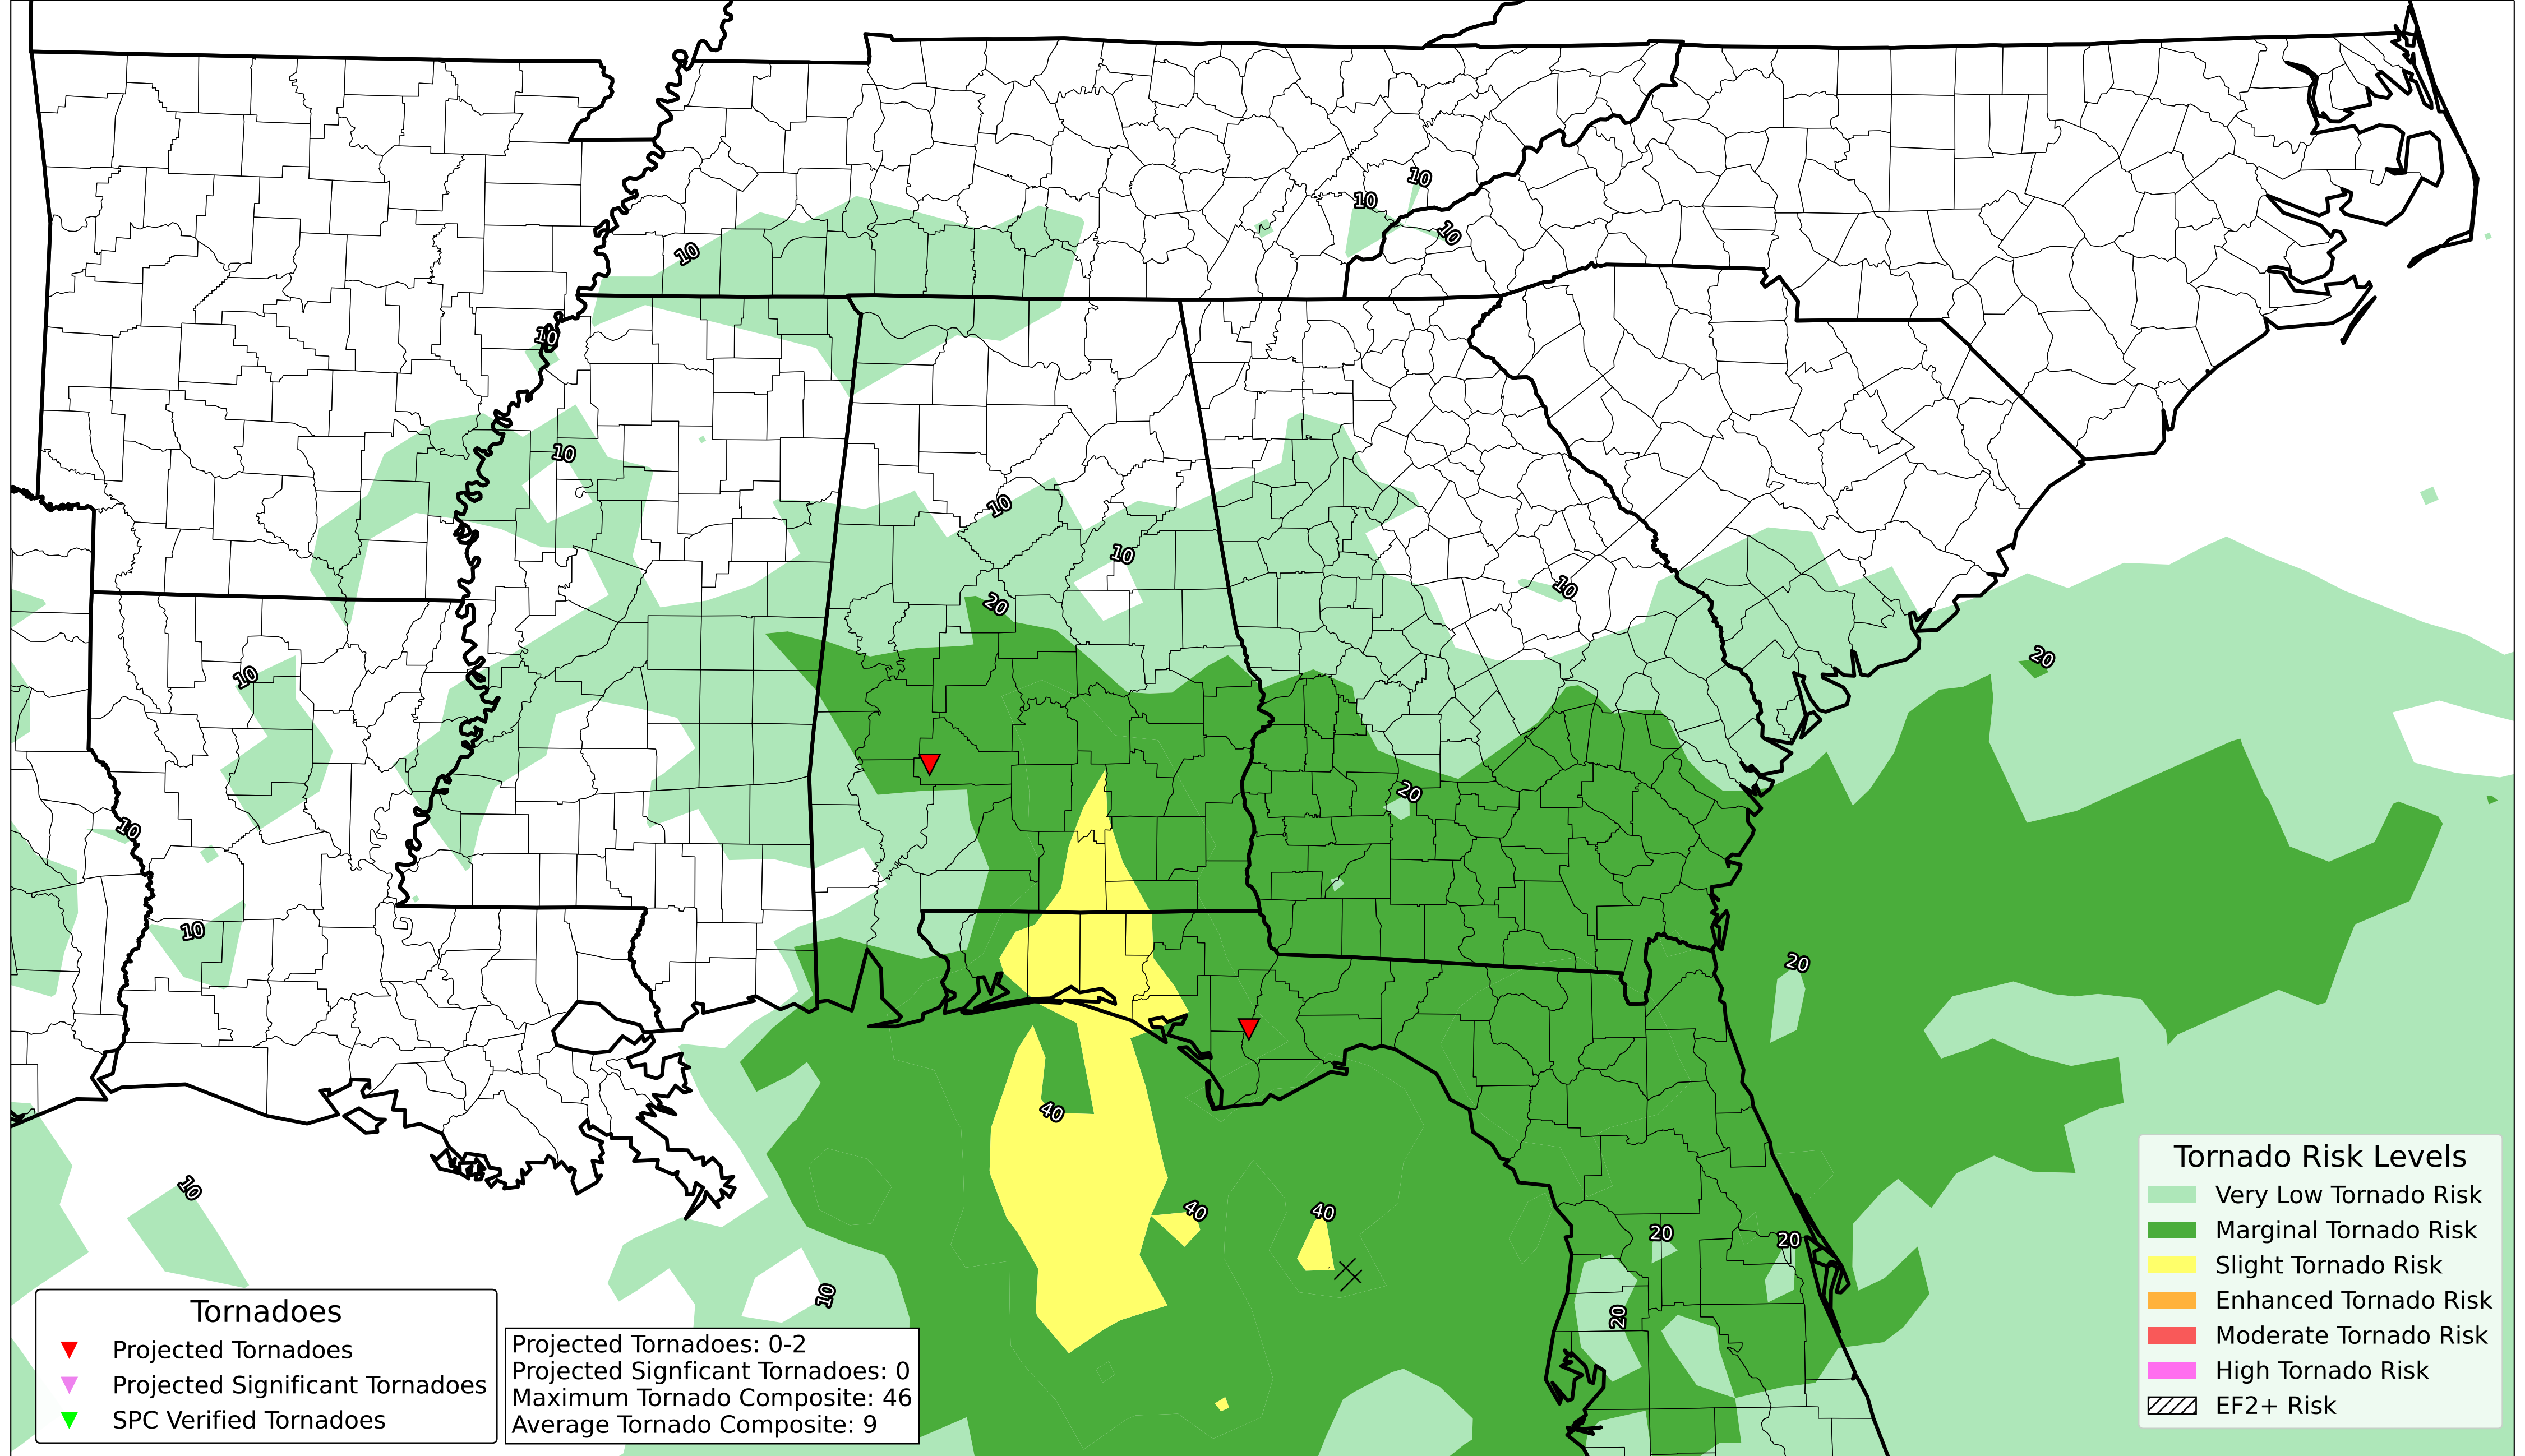 10
10
10
10
10
10
10
10
20
10
20
10
10
20
10
10
20
40
10
40
40
20
20
10
20
Tornado Risk Levels
Very Low Tornado Risk
Marginal Tornado Risk
Slight Tornado Risk
Enhanced Tornado Risk
Moderate Tornado Risk
High Tornado Risk
EF2+ Risk
Tornadoes
Projected Tornadoes
Projected Significant Tornadoes
SPC Verified Tornadoes
Projected Tornadoes: 0-2
Projected Signficant Tornadoes: 0
Maximum Tornado Composite: 46
Average Tornado Composite: 9